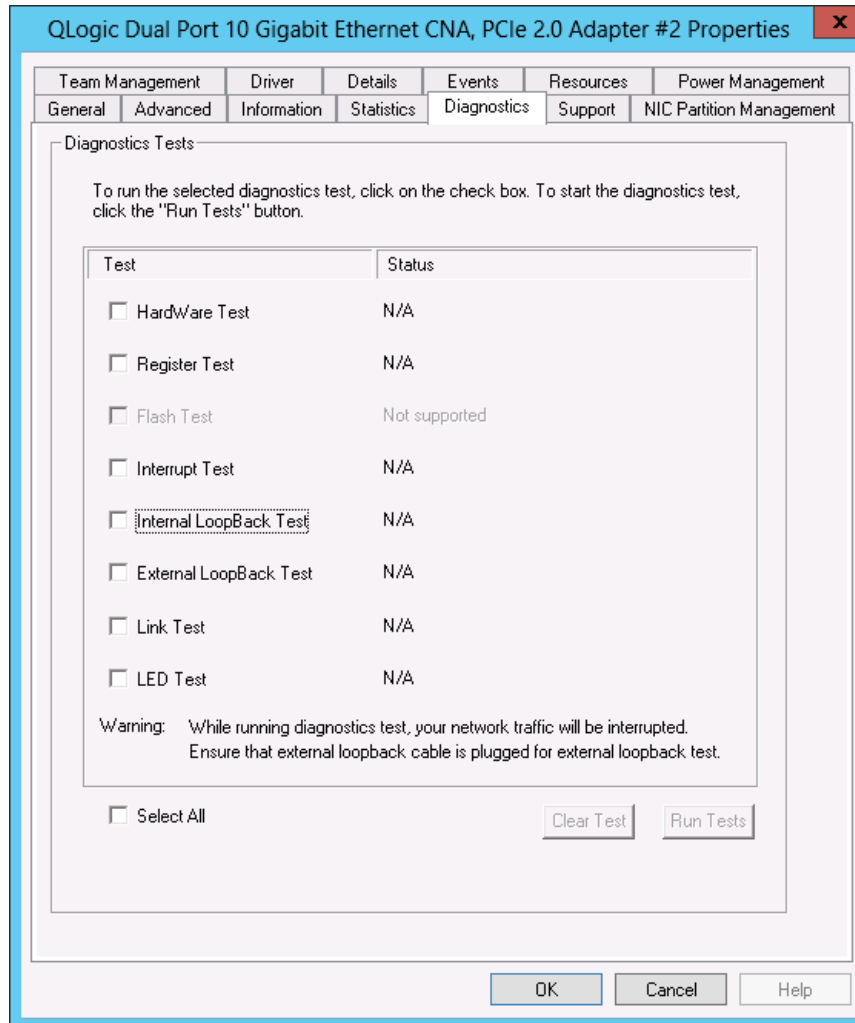 QLogic Dual Port 10 Gigabit Ethernet CNA, PCIe 2.0 Adapter #2 Properties
x
Team Management Driver Details Events Resources Power Management
General Advanced Information Statistics Diagnostics Support NIC Partition Management
Diagnostics Tests
To run the selected diagnostics test, click on the check box. To start the diagnostics test,
click the "Run Tests" button.
Test Status
HardWare Test N/A
Register Test N/A
Flash Test Not supported
Interrupt Test N/A
Internal LoopBack Test N/A
External LoopBack Test N/A
Link Test N/A
LED Test N/A
Warning: While running diagnostics test, your network traffic will be interrupted.
Ensure that external loopback cable is plugged for external loopback test.
Select All Clear Test Run Tests
OK Cancel Help